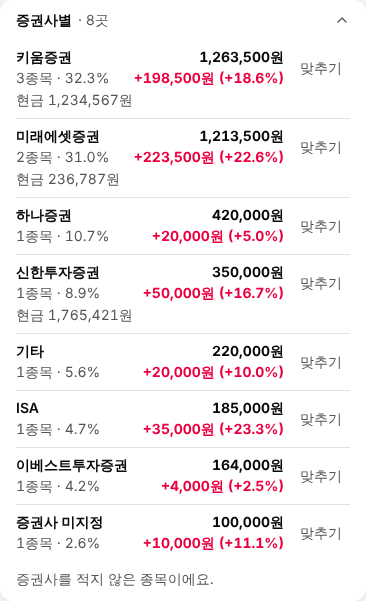 증권사별 · 8곳
키움증권 1,263,500원 맞추기
3종목 · 32.3% +198,500원 (+18.6%)
현금 1,234,567원
미래에셋증권 1,213,500원 맞추기
2종목 · 31.0% +223,500원 (+22.6%)
현금 236,787원
하나증권 420,000원 맞추기
1종목 · 10.7% +20,000원 (+5.0%)
신한투자증권 350,000원 맞추기
1종목 · 8.9% +50,000원 (+16.7%)
현금 1,765,421원
기타 220,000원 맞추기
1종목 · 5.6% +20,000원 (+10.0%)
ISA 185,000원 맞추기
1종목 · 4.7% +35,000원 (+23.3%)
이베스트투자증권 164,000원 맞추기
1종목 · 4.2% +4,000원 (+2.5%)
증권사 미지정 100,000원 맞추기
1종목 · 2.6% +10,000원 (+11.1%)
증권사를 적지 않은 종목이에요.